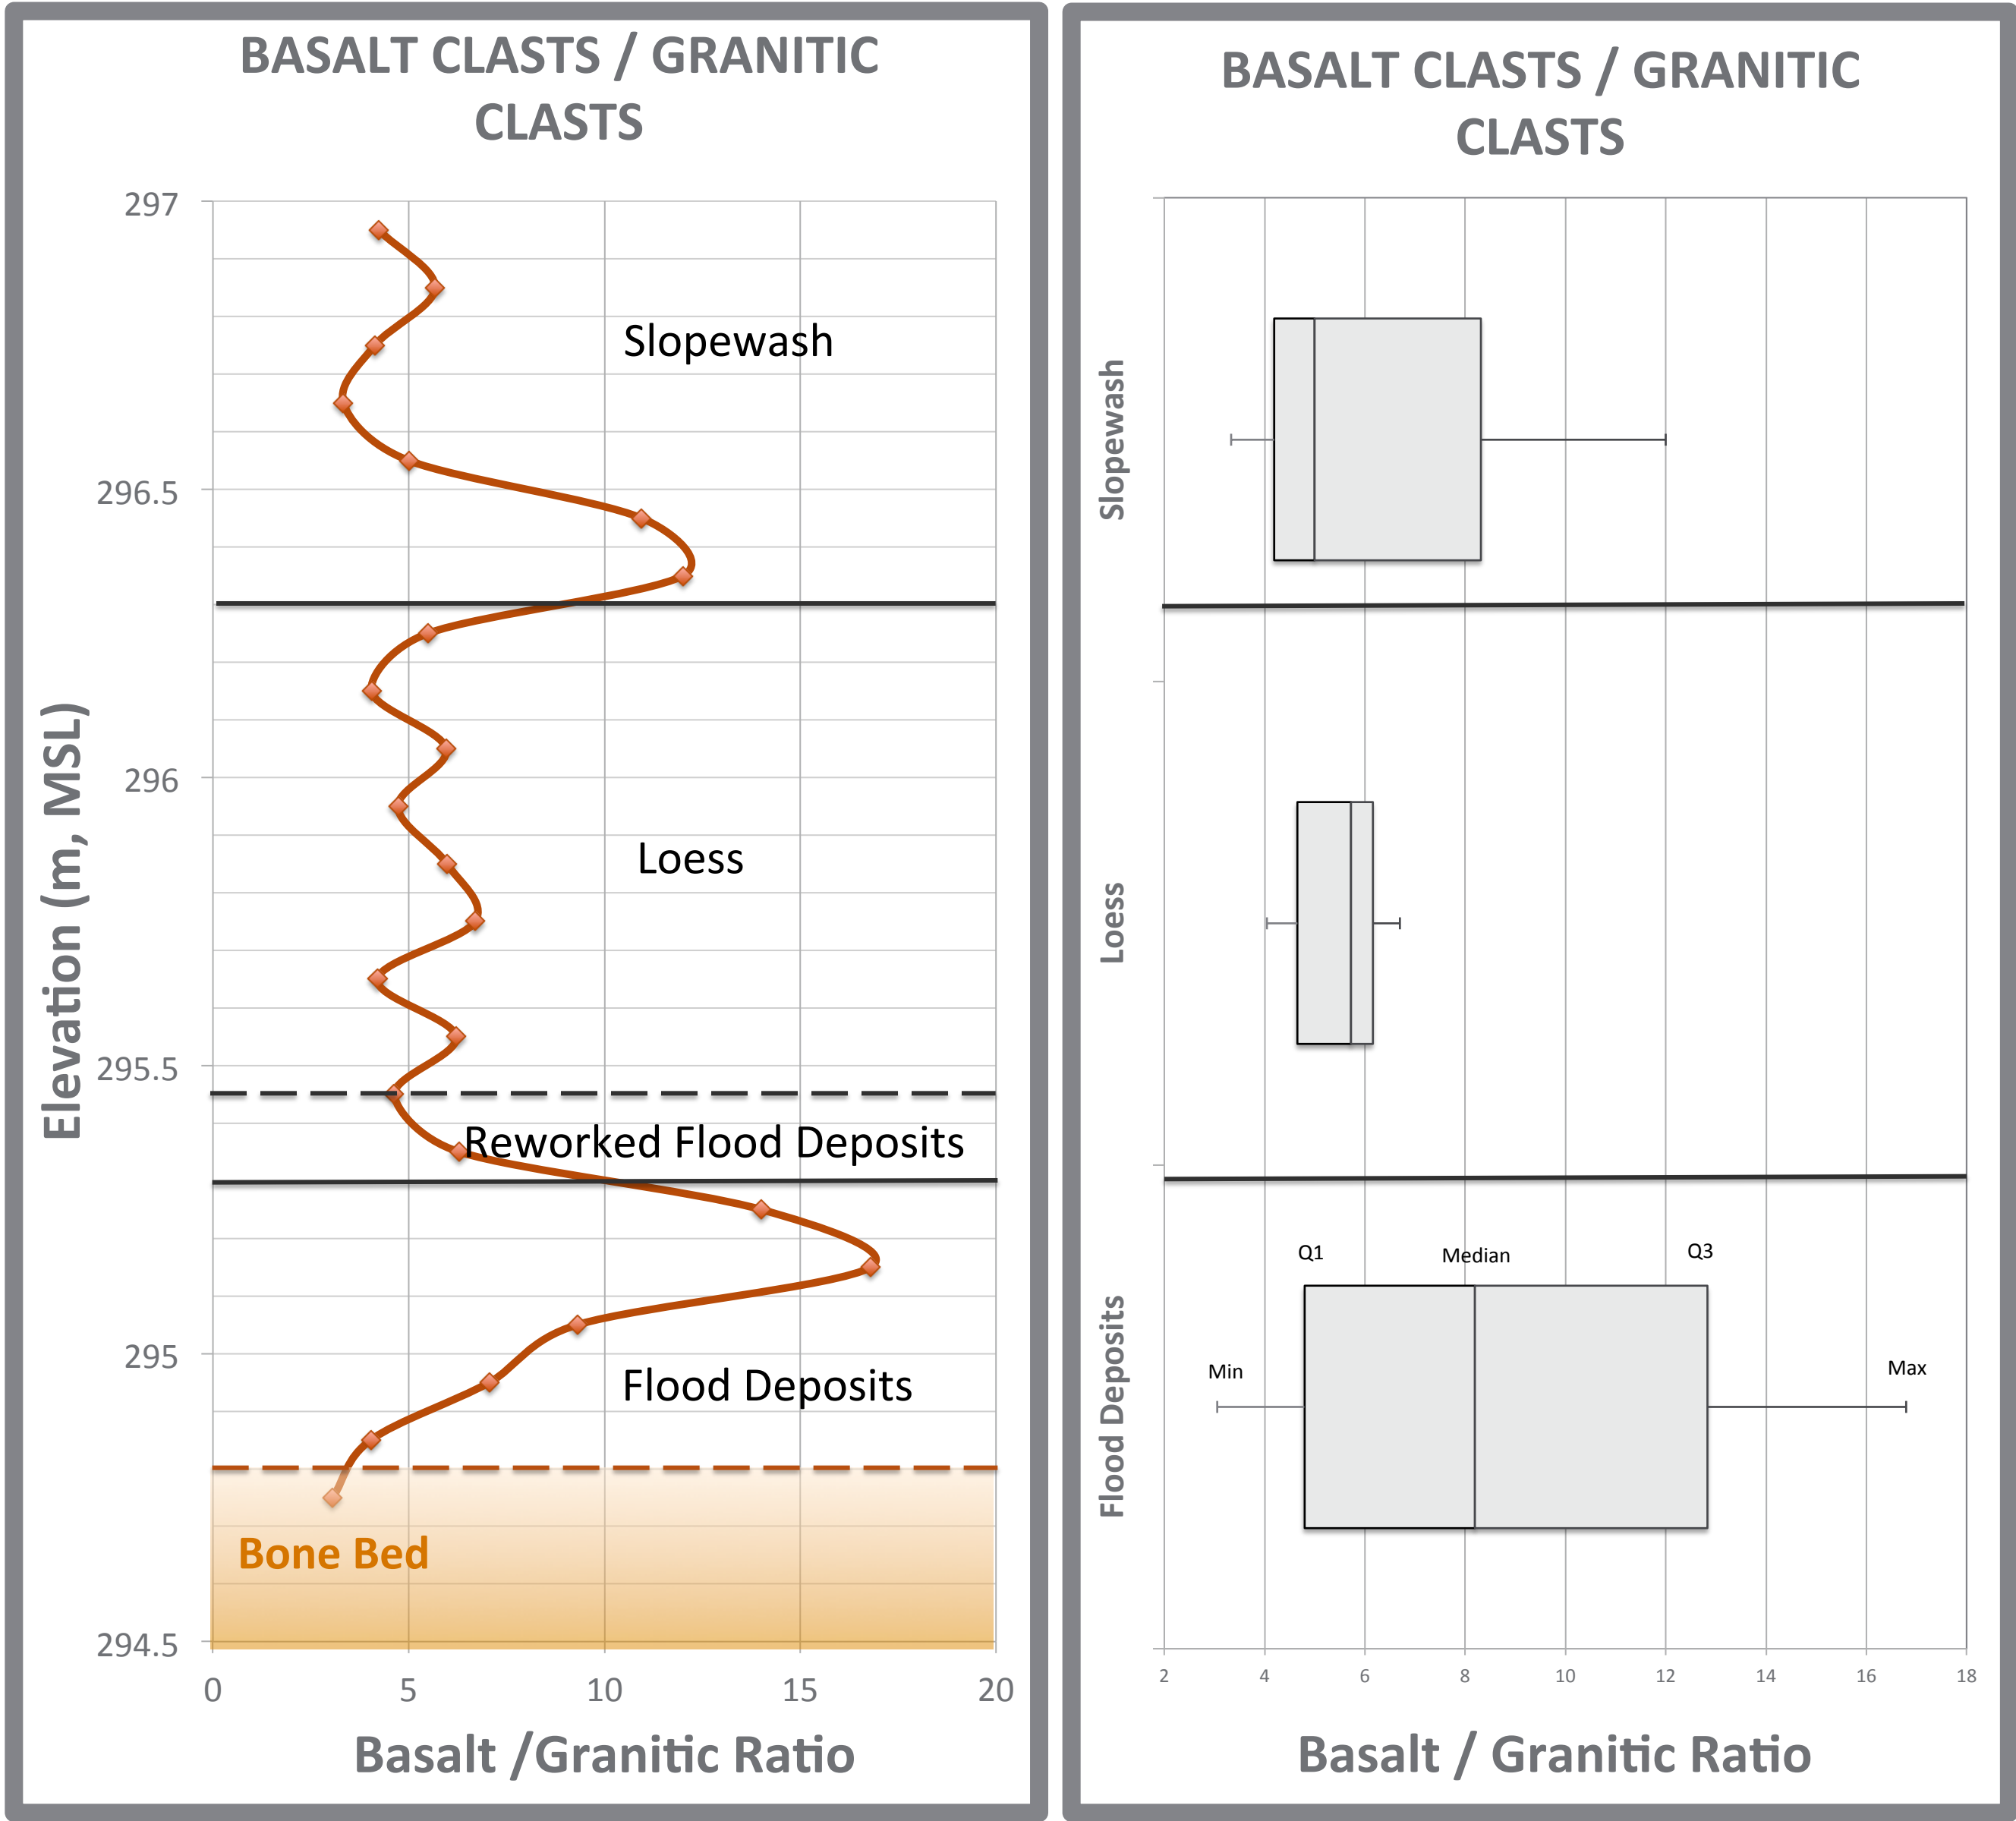 BASALT CLASTS / GRANITIC
CLASTS
297
296.5
296
295.5
295
294.5
Elevation (m, MSL)
Slopewash
Loess
Reworked Flood Deposits
Flood Deposits
Bone Bed
0 5 10 15 20
Basalt /Granitic Ratio
BASALT CLASTS / GRANITIC
CLASTS
Slopewash
Loess
Flood Deposits
Q1 Median Q3
Min Max
2 4 6 8 10 12 14 16 18
Basalt / Granitic Ratio